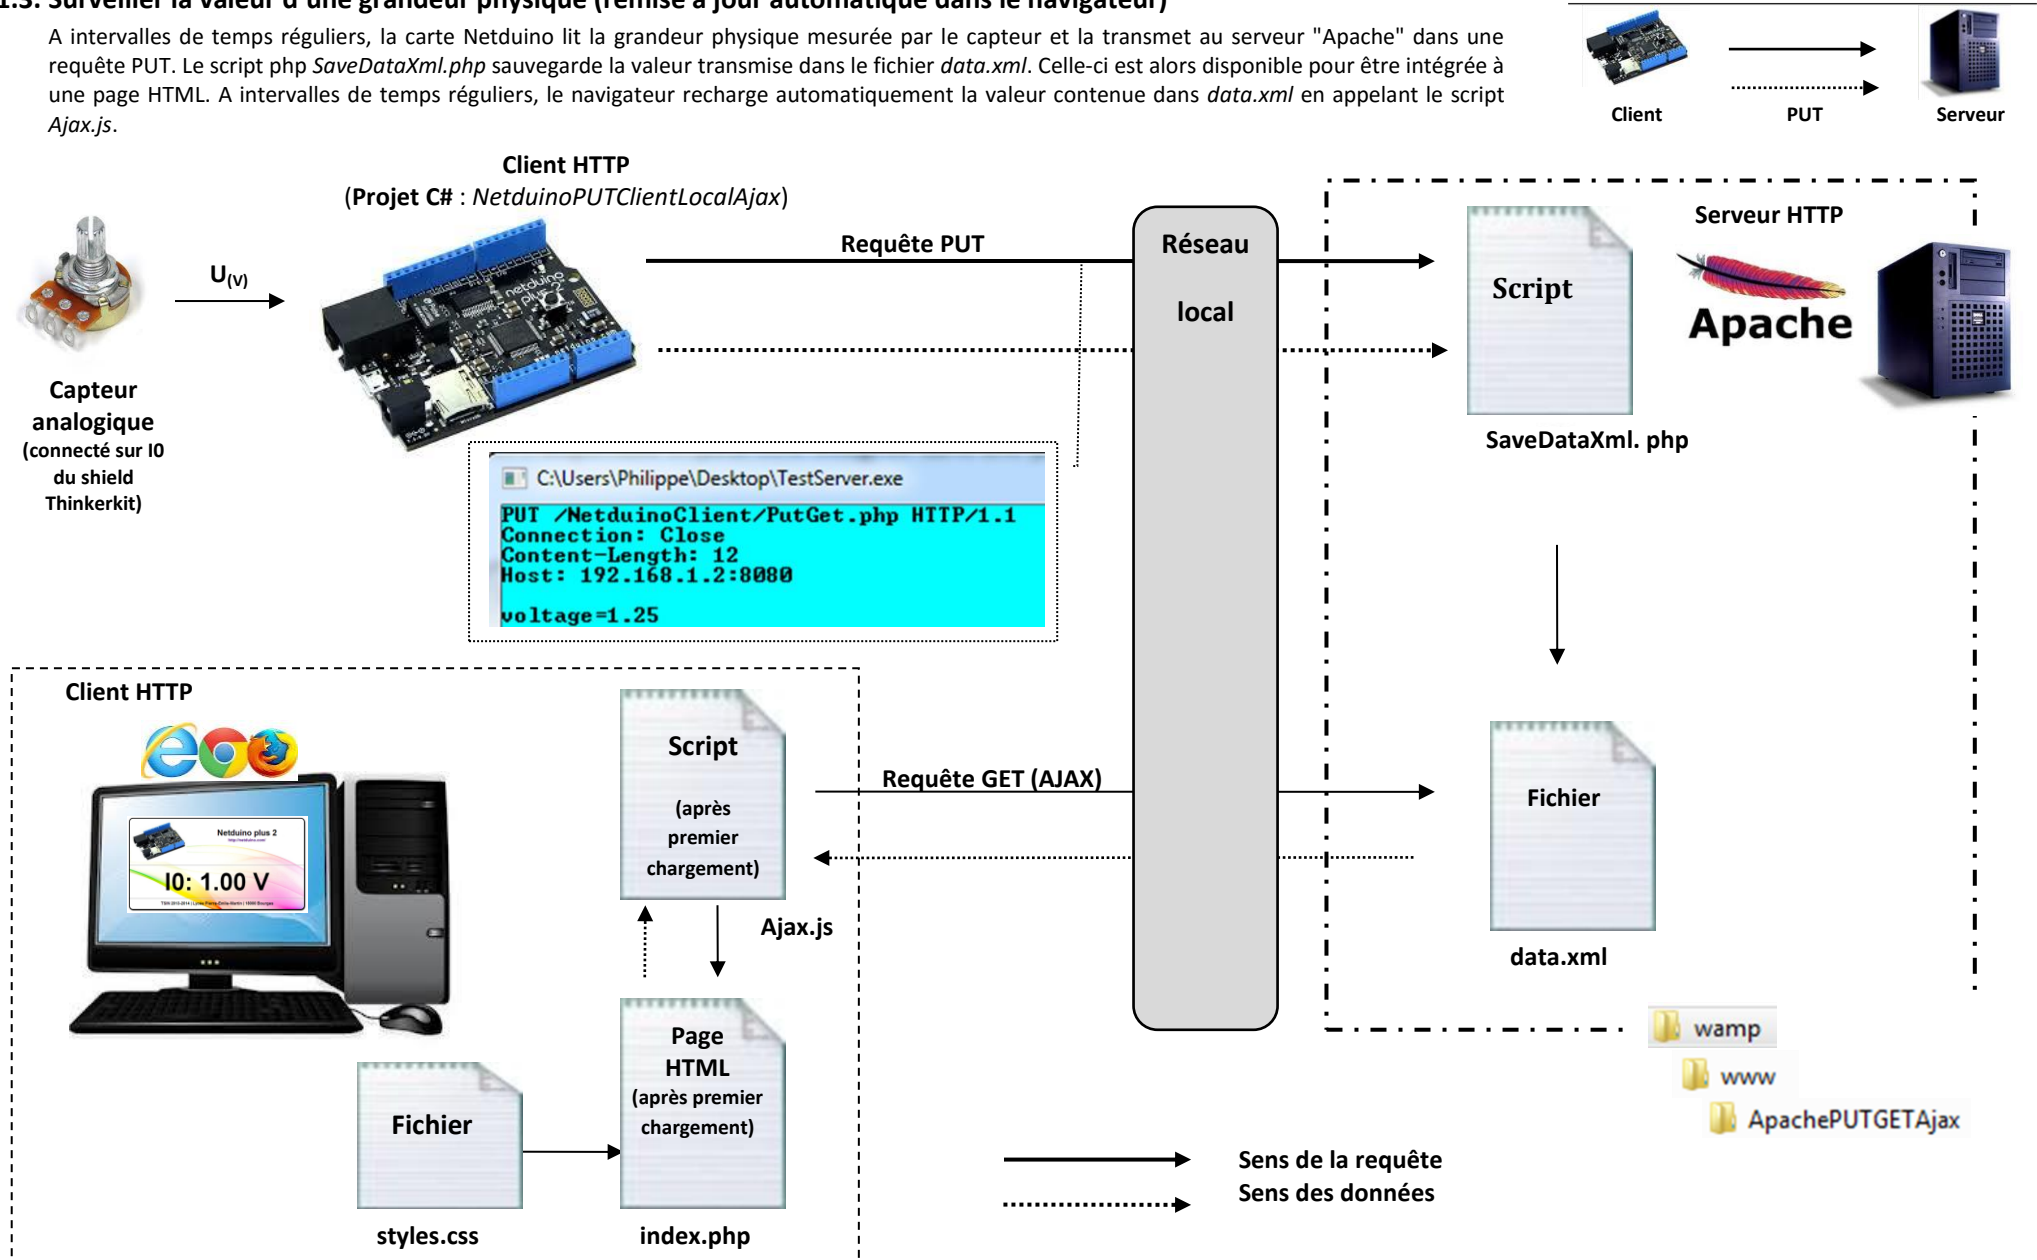 1.3. Surveiller la valeur d'une grandeur physique (remise à jour automatique dans le navigateur)
A intervalles de temps réguliers, la carte Netduino lit la grandeur physique mesurée par le capteur et la transmet au serveur "Apache" dans une
requête PUT. Le script php SaveDataXml.php sauvegarde la valeur transmise dans le fichier data.xml. Celle-ci est alors disponible pour être intégrée à
une page HTML. A intervalles de temps réguliers, le navigateur recharge automatiquement la valeur contenue dans data.xml en appelant le script
Ajax.js.
Client
PUT
Serveur
Client HTTP
(Projet C# : NetduinoPUTClientLocalAjax)
Requête PUT
Réseau
local
Serveur HTTP
Script
Apache
U(V)
netduino
plus 2
Capteur
analogique
(connecté sur I0
du shield
Thinkerkit)
SaveDataXml. php
C:\Users\Philippe\Desktop\TestServer.exe
PUT /NetduinoClient/PutGet.php HTTP/1.1
Connection: Close
Content-Length: 12
Host: 192.168.1.2:8080
voltage=1.25
Client HTTP
Script
(après
premier
chargement)
Requête GET (AJAX)
Fichier
Netduino plus 2
I0: 1.00 V
Ajax.js
data.xml
Page
HTML
(après premier
chargement)
Fichier
wamp
www
ApachePUTGETAjax
Sens de la requête
Sens des données
styles.css
index.php